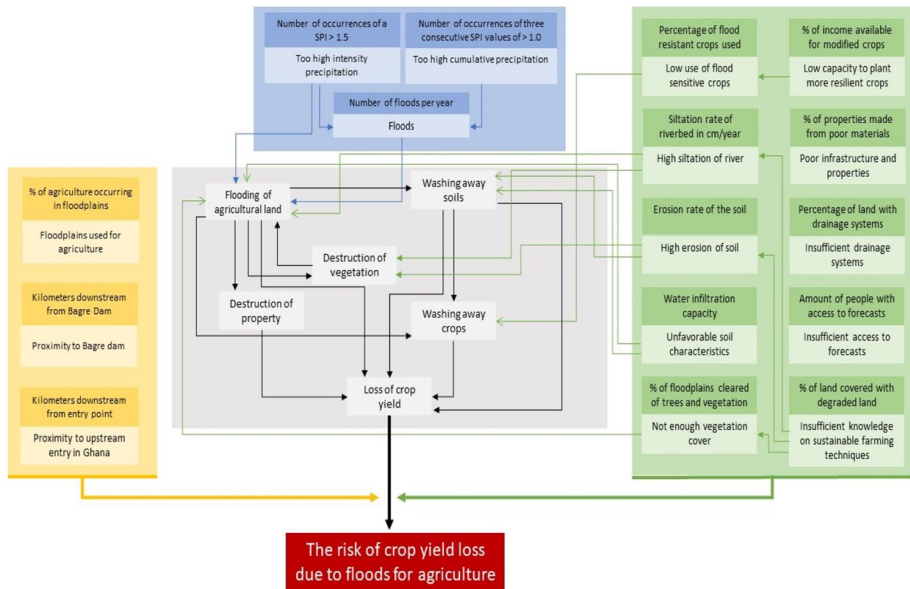 Number of occurrences of a
SPI > 1.5
Too high intensity
precipitation
Number of occurrences of three
consecutive SPI values of > 1.0
Too high cumulative precipitation
Number of floods per year
Floods
% of agriculture occurring
in floodplains
Floodplains used for
agriculture
Kilometers downstream
from Bagre Dam
Proximity to Bagre dam
Kilometers downstream
from entry point
Proximity to upstream
entry in Ghana
Flooding of
agricultural land
Washing away
soils
Destruction of
vegetation
Destruction of
property
Washing away
crops
Loss of crop
yield
Percentage of flood
resistant crops used
Low use of flood
sensitive crops
% of income available
for modified crops
Low capacity to plant
more resilient crops
Siltation rate of
riverbed in cm/year
High siltation of river
% of properties made
from poor materials
Poor infrastructure and
properties
Erosion rate of the soil
High erosion of soil
Percentage of land with
drainage systems
Insufficient drainage
systems
Water infiltration
capacity
Unfavorable soil
characteristics
Amount of people with
access to forecasts
Insufficient access to
forecasts
% of floodplains cleared
of trees and vegetation
Not enough vegetation
cover
% of land covered with
degraded land
Insufficient knowledge
on sustainable farming
techniques
The risk of crop yield loss
due to floods for agriculture